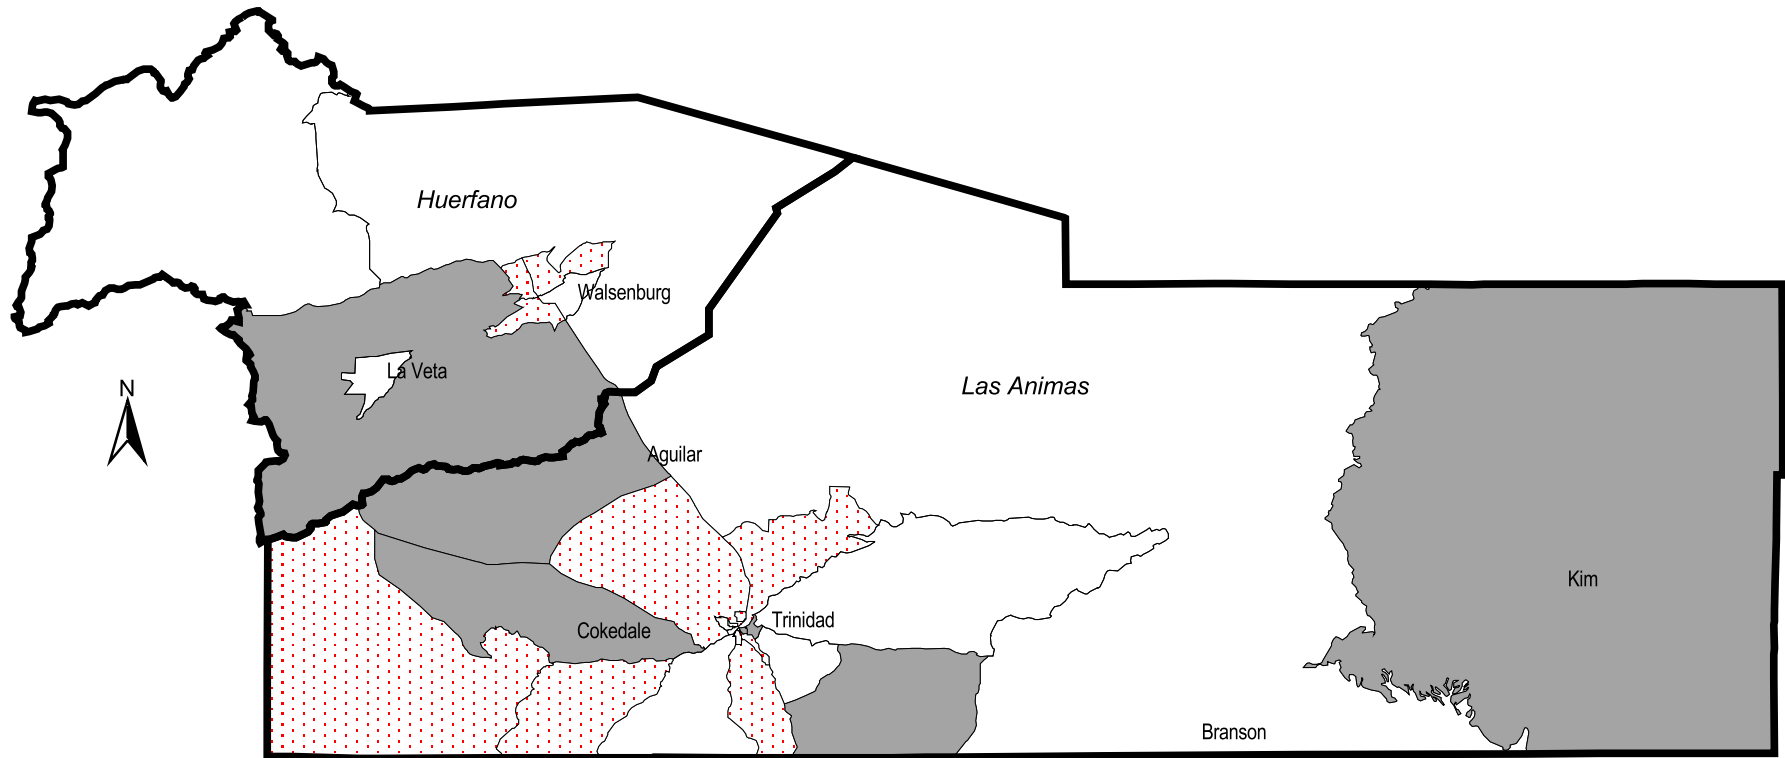 Huerfano
Walsenburg
La Veta
N
Las Animas
Aguilar
Kim
Trinidad
Cokedale
Branson